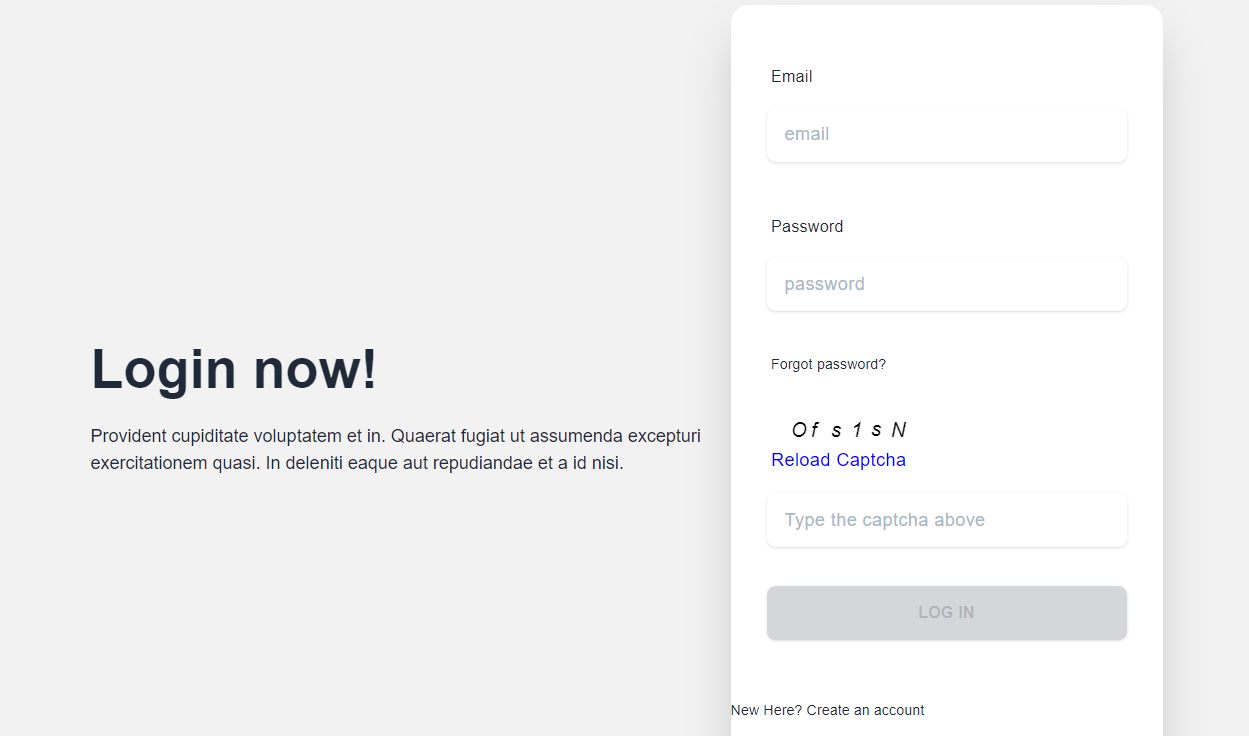 Email
email
Password
password
Forgot password?
Login now!
Provident cupiditate voluptatem et in. Quaerat fugiat ut assumenda excepturi
exercitationem quasi. In deleniti eaque aut repudiandae et a id nisi.
Of s 1 s N
Reload Captcha
Type the captcha above
LOG IN
New Here? Create an account